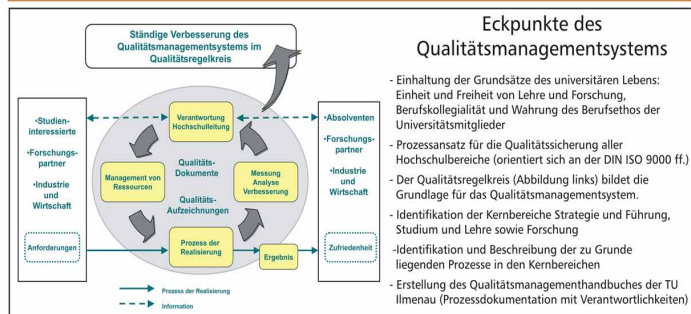 Ständige Verbesserung des
Qualitätsmanagementsystems im
Qualitätsregelkreis
•Studien-
interessierte
•Forschungs-
partner
•Industrie
und
Wirtschaft
Anforderungen
Verantwortung
Hochschulleitung
Management von
Ressourcen
Qualitäts-
Dokumente
Qualitäts-
Aufzeichnungen
Messung
Analyse
Verbesserung
Prozess der
Realisierung
Ergebnis
•Absolventen
•Forschungs-
partner
•Industrie
und
Wirtschaft
Zufriedenheit
Prozess der Realisierung
Information
Eckpunkte des
Qualitätsmanagementsystems
- Einhaltung der Grundsätze des universitären Lebens:
Einheit und Freiheit von Lehre und Forschung,
Berufskollegialität und Wahrung des Berufsethos der
Universitätsmitglieder
- Prozessansatz für die Qualitätssicherung aller
Hochschulbereiche (orientiert sich an der DIN ISO 9000 ff.)
- Der Qualitätsregelkreis (Abbildung links) bildet die
Grundlage für das Qualitätsmanagementsystem.
- Identifikation der Kernbereiche Strategie und Führung,
Studium und Lehre sowie Forschung
-Identifikation und Beschreibung der zu Grunde
liegenden Prozesse in den Kernbereichen
- Erstellung des Qualitätsmanagementhandbuches der TU
Ilmenau (Prozessdokumentation mit Verantwortlichkeiten)